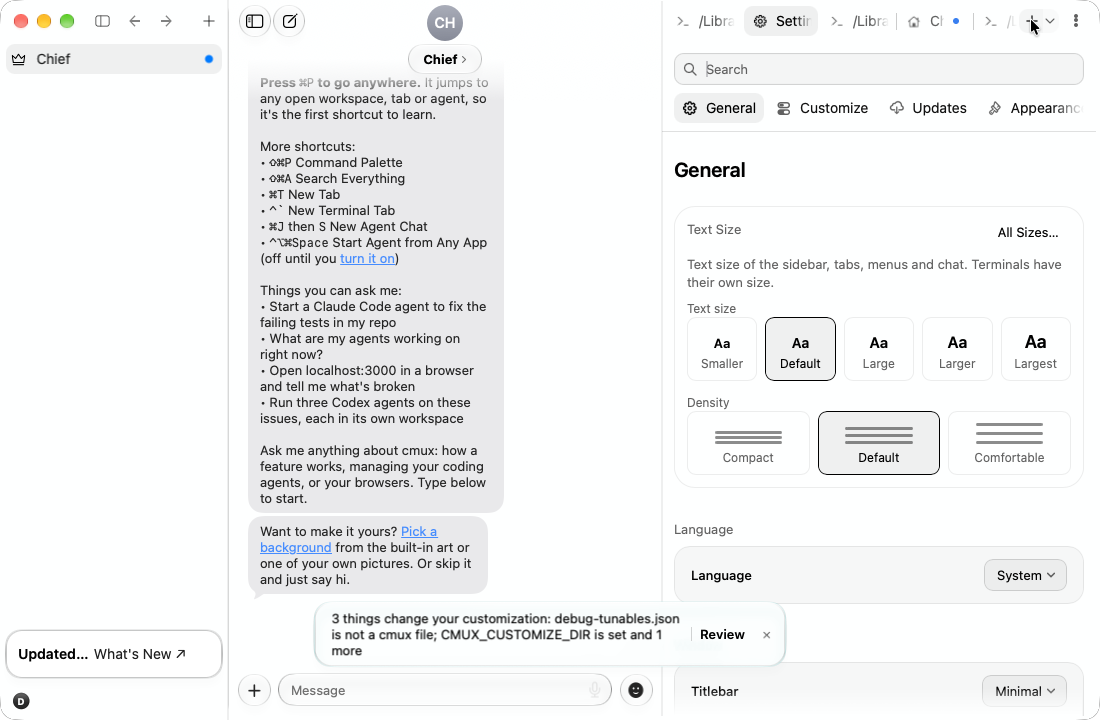 Chief
Updated... What's New ↗
D
CH
Chief ›
Press ⌘P to go anywhere. It jumps to
any open workspace, tab or agent, so
it's the first shortcut to learn.
More shortcuts:
• ⇧⌘P Command Palette
• ⇧⌘A Search Everything
• ⌘T New Tab
• ^` New Terminal Tab
• ⌘J then S New Agent Chat
• ^⌥⌘Space Start Agent from Any App
(off until you turn it on)
Things you can ask me:
• Start a Claude Code agent to fix the
failing tests in my repo
• What are my agents working on
right now?
• Open localhost:3000 in a browser
and tell me what's broken
• Run three Codex agents on these
issues, each in its own workspace
Ask me anything about cmux: how a
feature works, managing your coding
agents, or your browsers. Type below
to start.
Want to make it yours? Pick a
background from the built-in art or
one of your own pictures. Or skip it
and just say hi.
3 things change your customization: debug-tunables.json
is not a cmux file; CMUX_CUSTOMIZE_DIR is set and 1
more
Review
Message
/Libra Settin /Libra Ch
Search
General Customize Updates Appearanc
General
Text Size All Sizes...
Text size of the sidebar, tabs, menus and chat. Terminals have
their own size.
Text size
Aa Aa Aa Aa Aa
Smaller Default Large Larger Largest
Density
Compact Default Comfortable
Language
Language System
Titlebar Minimal